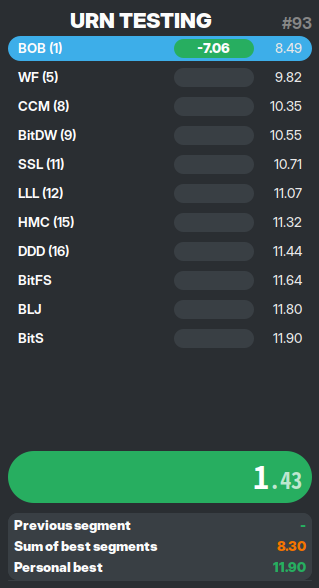 URN TESTING
#93
BOB (1) -7.06 8.49
WF (5) 9.82
CCM (8) 10.35
BitDW (9) 10.55
SSL (11) 10.71
LLL (12) 11.07
HMC (15) 11.32
DDD (16) 11.44
BitFS 11.64
BLJ 11.80
BitS 11.90
1.43
Previous segment -
Sum of best segments 8.30
Personal best 11.90